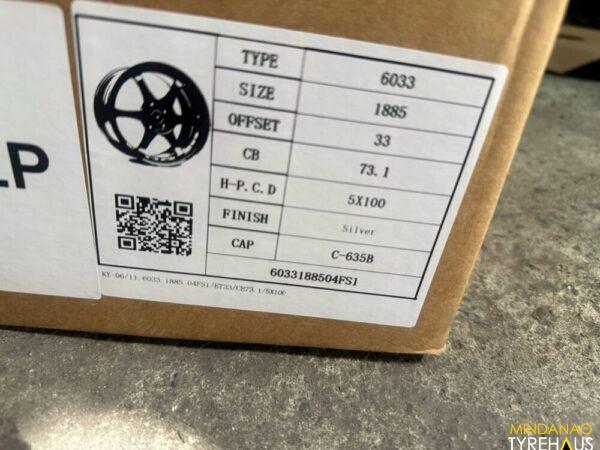 LP
TYPE 6033
SIZE 1885
OFFSET 33
CB 73.1
H-P.C.D 5X100
FINISH Silver
CAP C-635B
6033188504FS1
KY-06/11 6033 1885 04FS1/ET33/CB73.1/5X100
MINDANAO
TYREHAUS